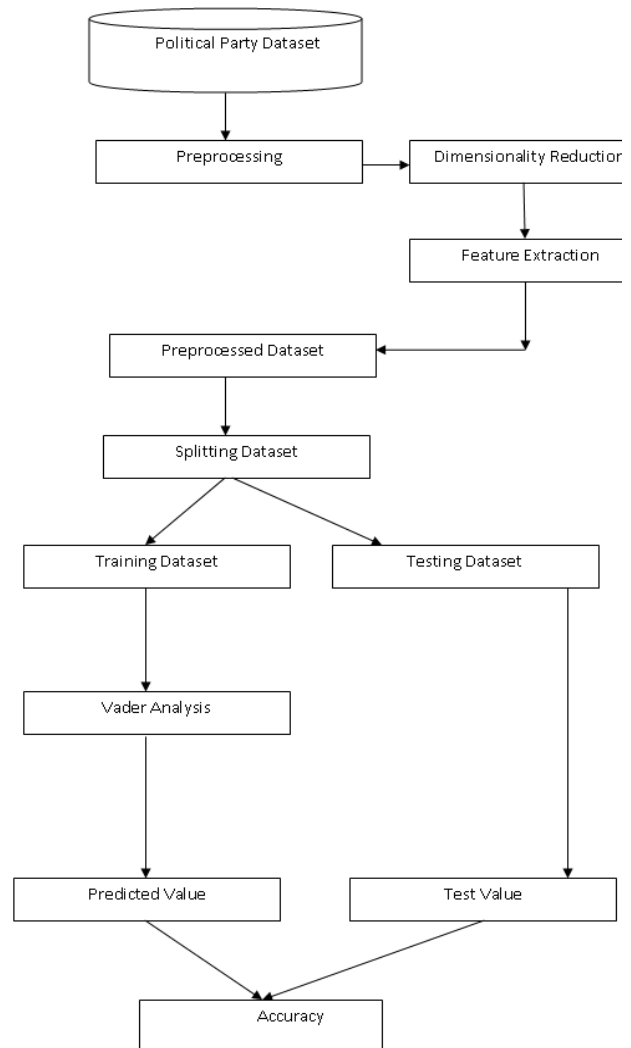 Political Party Dataset
Preprocessing
Dimensionality Reduction
Feature Extraction
Preprocessed Dataset
Splitting Dataset
Training Dataset
Testing Dataset
Vader Analysis
Predicted Value
Test Value
Accuracy